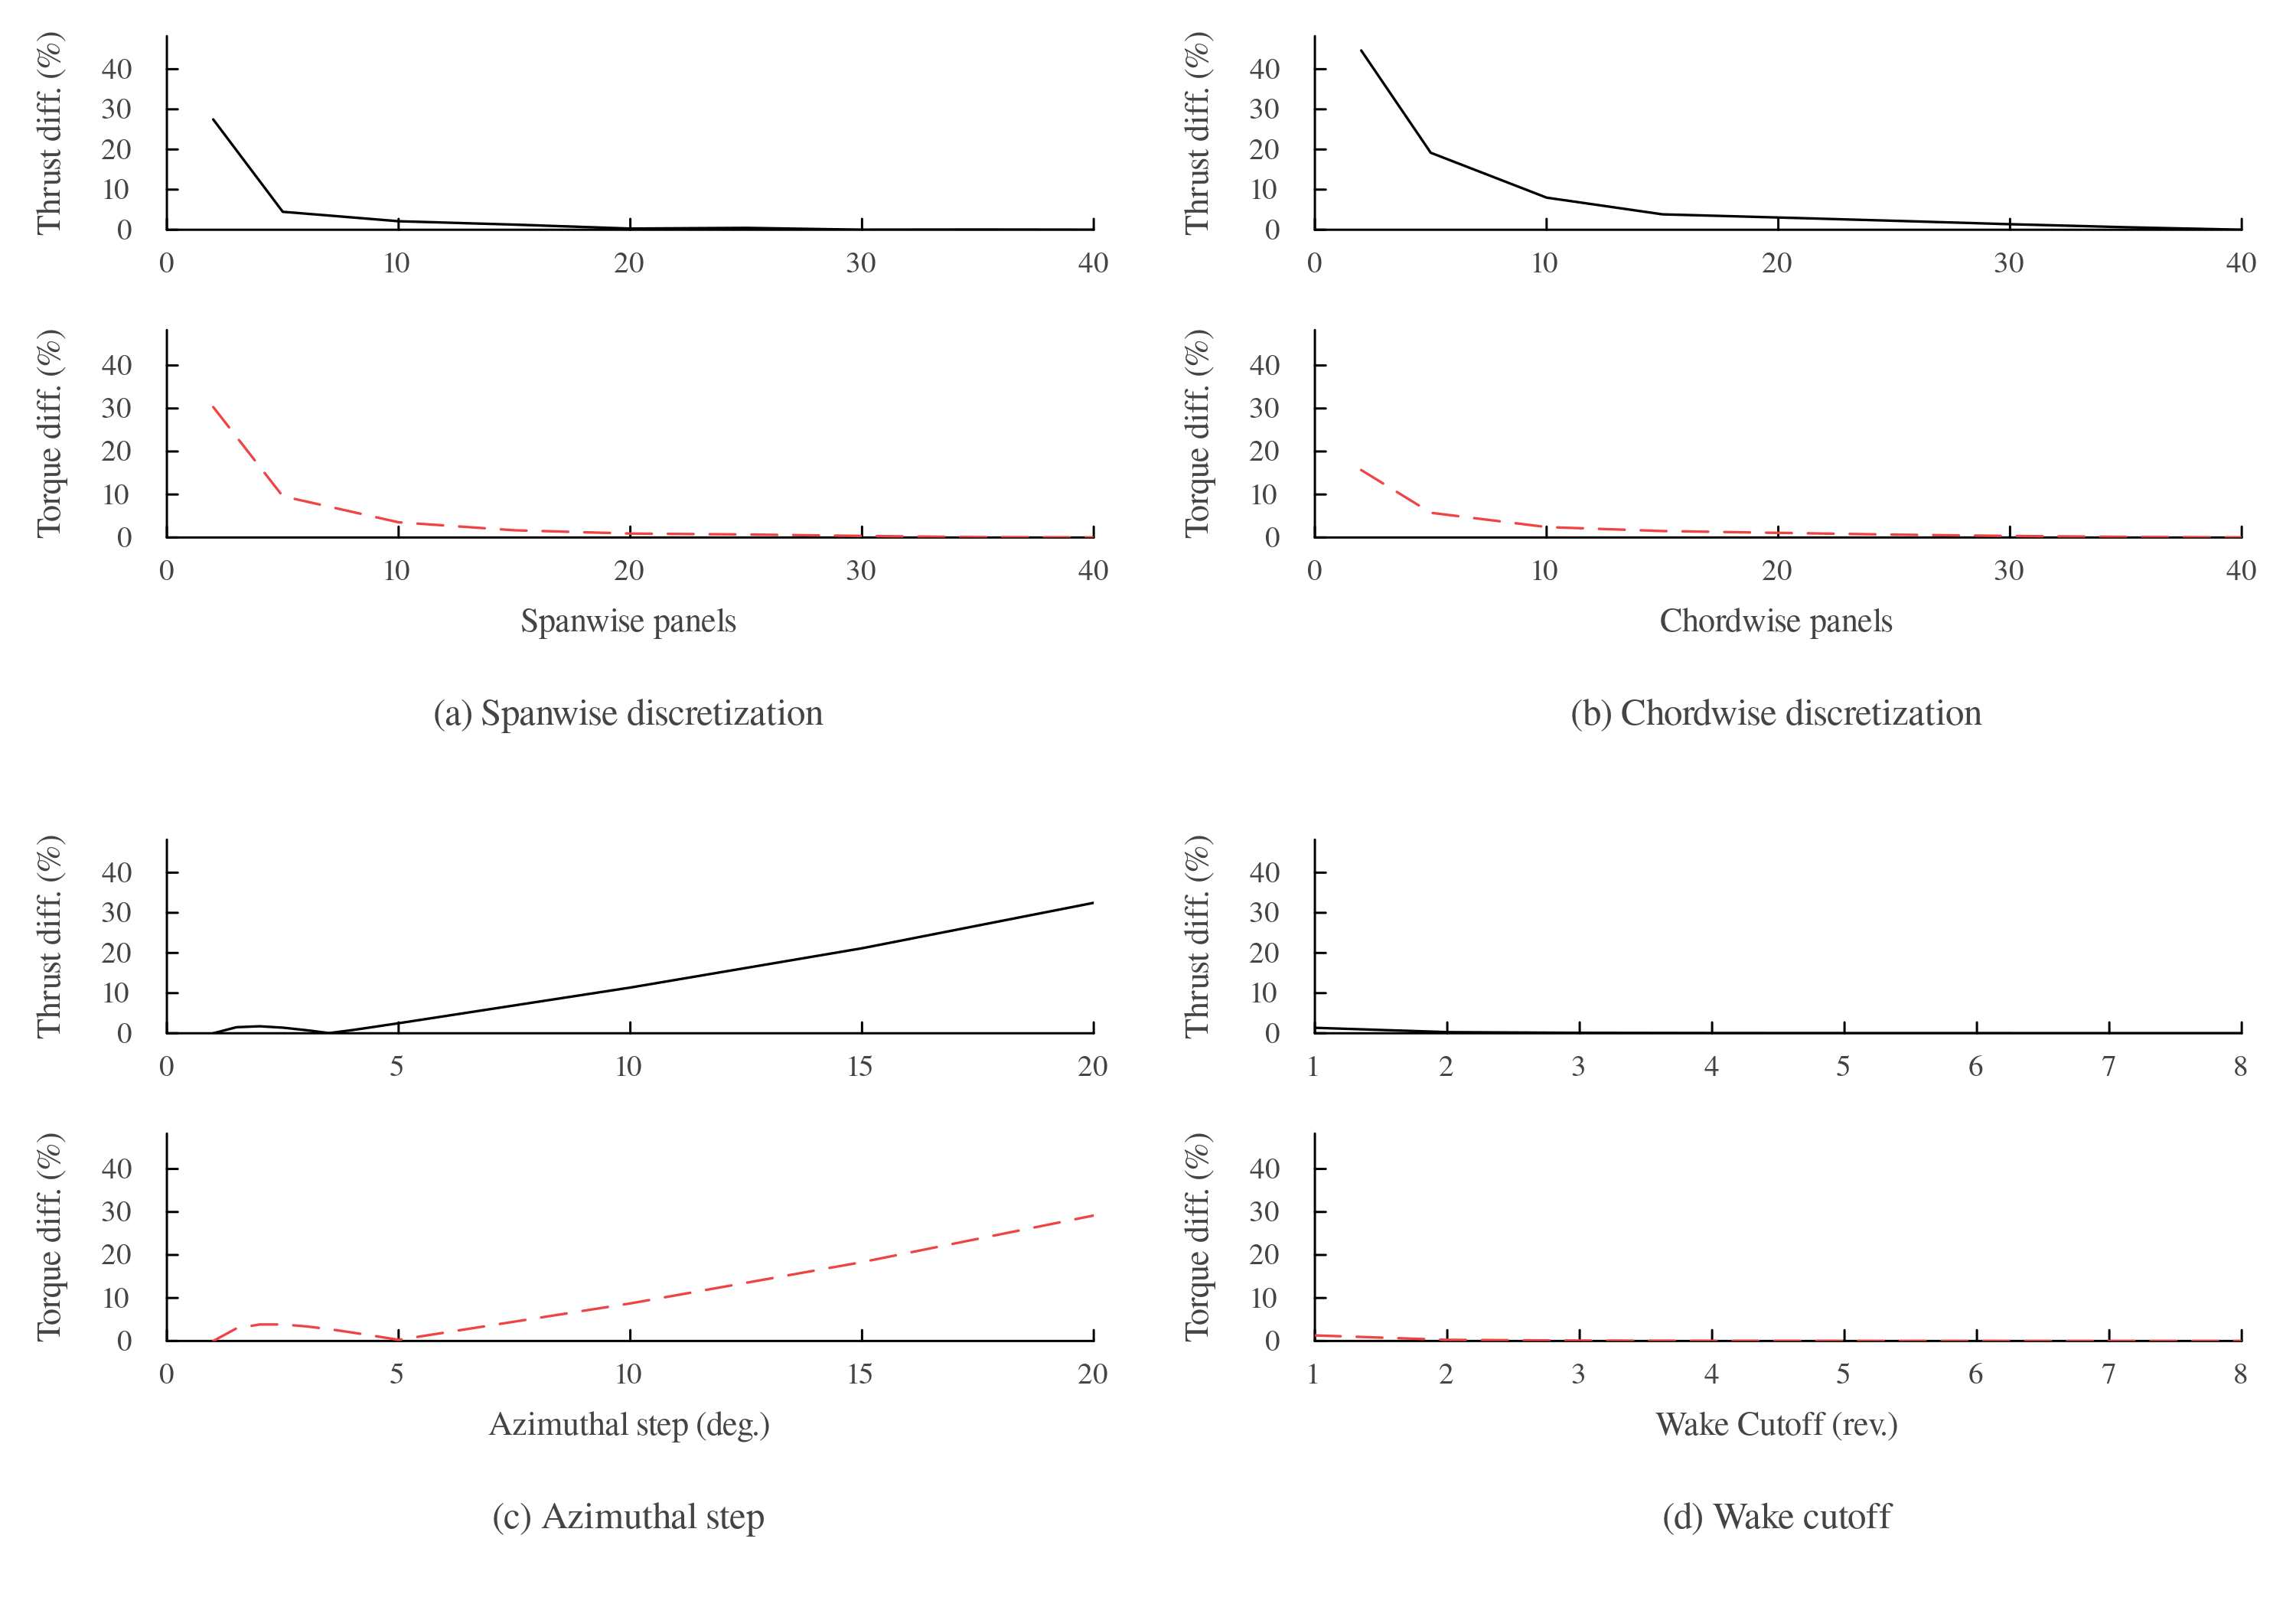 Thrust diff. (%)
40
30
20
10
0
0 10 20 30 40
Torque diff. (%)
40
30
20
10
0
0 10 20 30 40
Spanwise panels
(a) Spanwise discretization
Thrust diff. (%)
40
30
20
10
0
0 10 20 30 40
Torque diff. (%)
40
30
20
10
0
0 10 20 30 40
Chordwise panels
(b) Chordwise discretization
Thrust diff. (%)
40
30
20
10
0
0 5 10 15 20
Torque diff. (%)
40
30
20
10
0
0 5 10 15 20
Azimuthal step (deg.)
(c) Azimuthal step
Thrust diff. (%)
40
30
20
10
0
1 2 3 4 5 6 7 8
Torque diff. (%)
40
30
20
10
0
1 2 3 4 5 6 7 8
Wake Cutoff (rev.)
(d) Wake cutoff